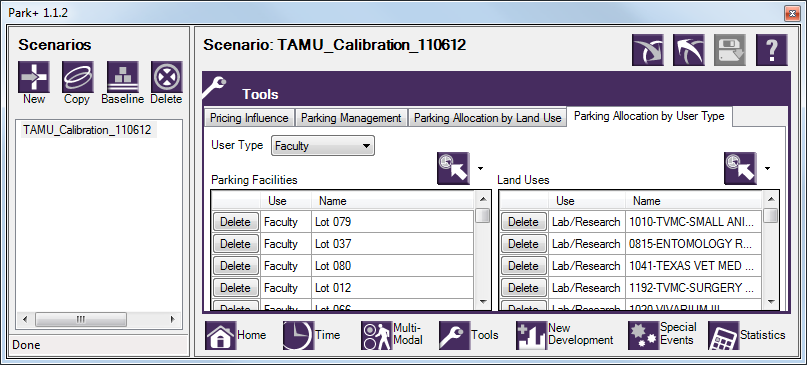 Park+ 1.1.2
Scenarios
New Copy Baseline Delete
TAMU_Calibration_110612
Done
Scenario: TAMU_Calibration_110612
?
Tools
Pricing Influence Parking Management Parking Allocation by Land Use Parking Allocation by User Type
User Type Faculty
Parking Facilities
Use Name
Delete Faculty Lot 079
Delete Faculty Lot 037
Delete Faculty Lot 080
Delete Faculty Lot 012
Delete Faculty Lot 066
Land Uses
Use Name
Delete Lab/Research 1010-TVMC-SMALL ANI...
Delete Lab/Research 0815-ENTOMOLOGY R...
Delete Lab/Research 1041-TEXAS VET MED ...
Delete Lab/Research 1192-TVMC-SURGERY ...
Delete Lab/Research 1020 VIVARIUM III
Home Time Multi-Modal Tools New Development Special Events Statistics